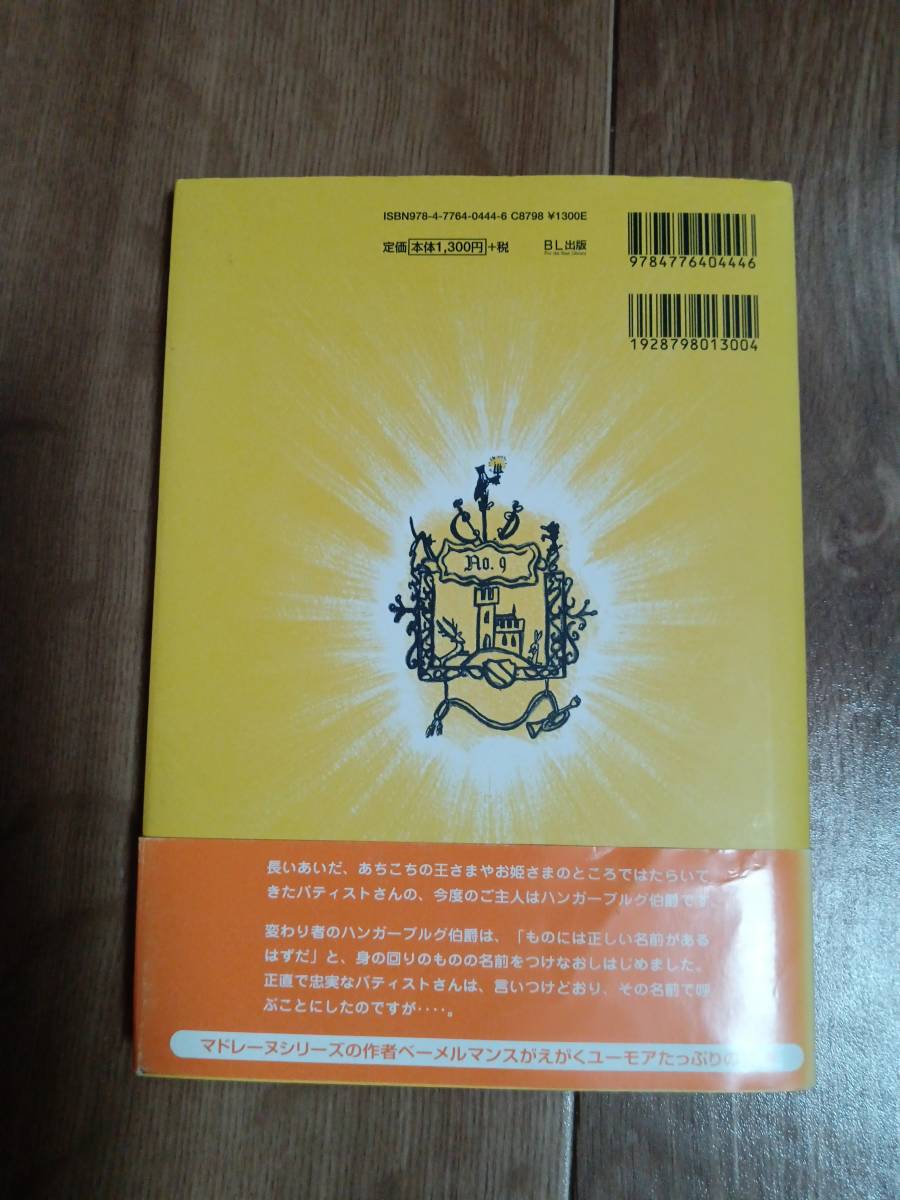 ISBN978-4-7764-0444-6 C8798 ¥1300E
定価 本体1,300円 +税
BL出版
9784776404446
1928798013004
No. 9
長いあいだ、あちこちの王さまやお姫さまのところではたらいて
きたバティストさんの、今度のご主人はハンガーブルグ伯爵です
変わり者のハンガーブルグ伯爵は、「ものには正しい名前がある
はずだ」と、身の回りのものの名前をつけなおしはじめました。
正直で忠実なバティストさんは、言いつけどおり、その名前で呼
ぶことにしたのですが‥‥。
マドレーヌシリーズの作者ベーメルマンスがえがくユーモアたっぷりの